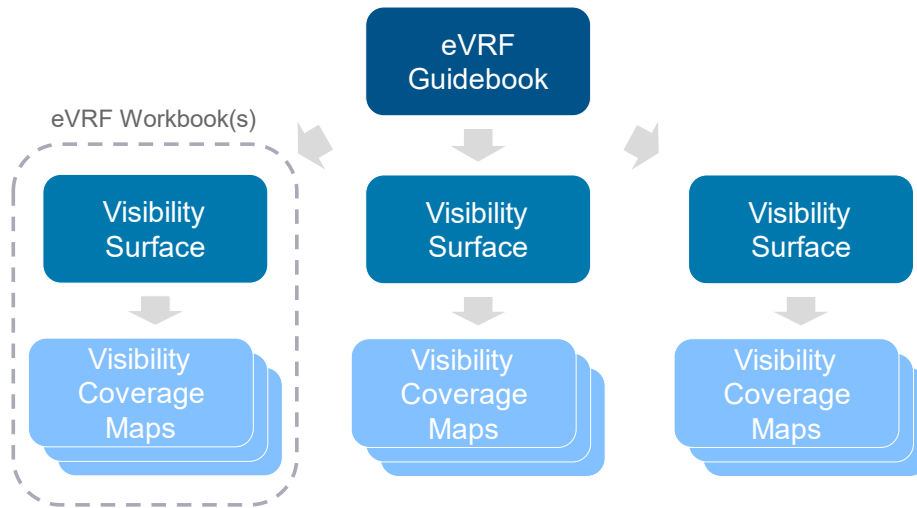 eVRF
Guidebook
eVRF Workbook(s)
Visibility
Surface
Visibility
Surface
Visibility
Surface
Visibility
Coverage
Maps
Visibility
Coverage
Maps
Visibility
Coverage
Maps